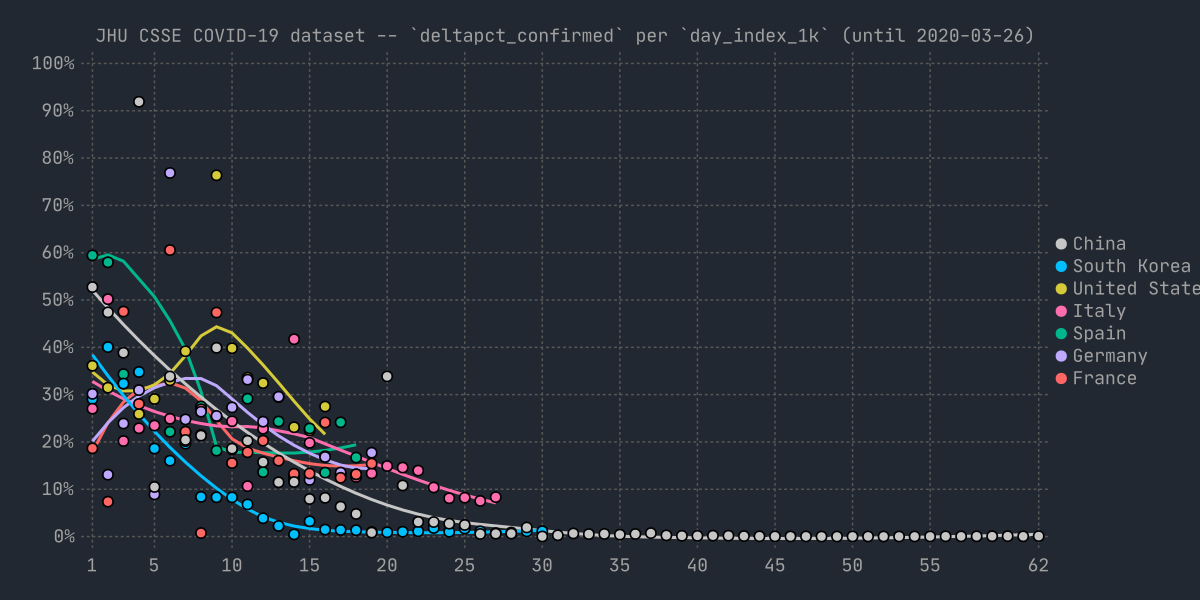 JHU CSSE COVID-19 dataset -- `deltapct_confirmed` per `day_index_1k` (until 2020-03-26)
100%
90%
80%
70%
60%
50%
40%
30%
20%
10%
0%
1 5 10 15 20 25 30 35 40 45 50 55 62
China
South Korea
United State
Italy
Spain
Germany
France